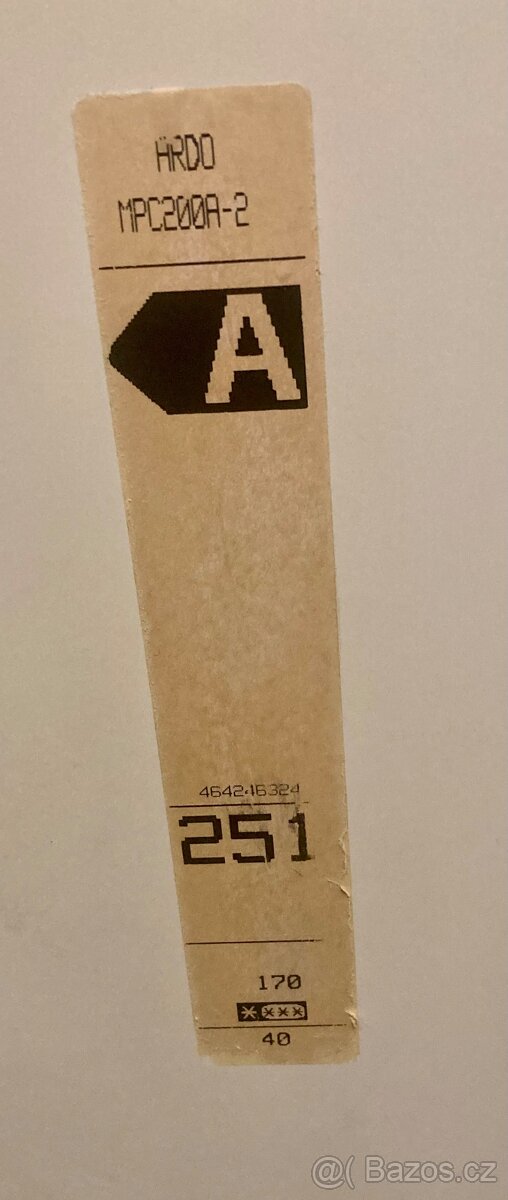 ARDO
MPC200A-2
A
464246324
251
170
****
40
@( Bazos.cz